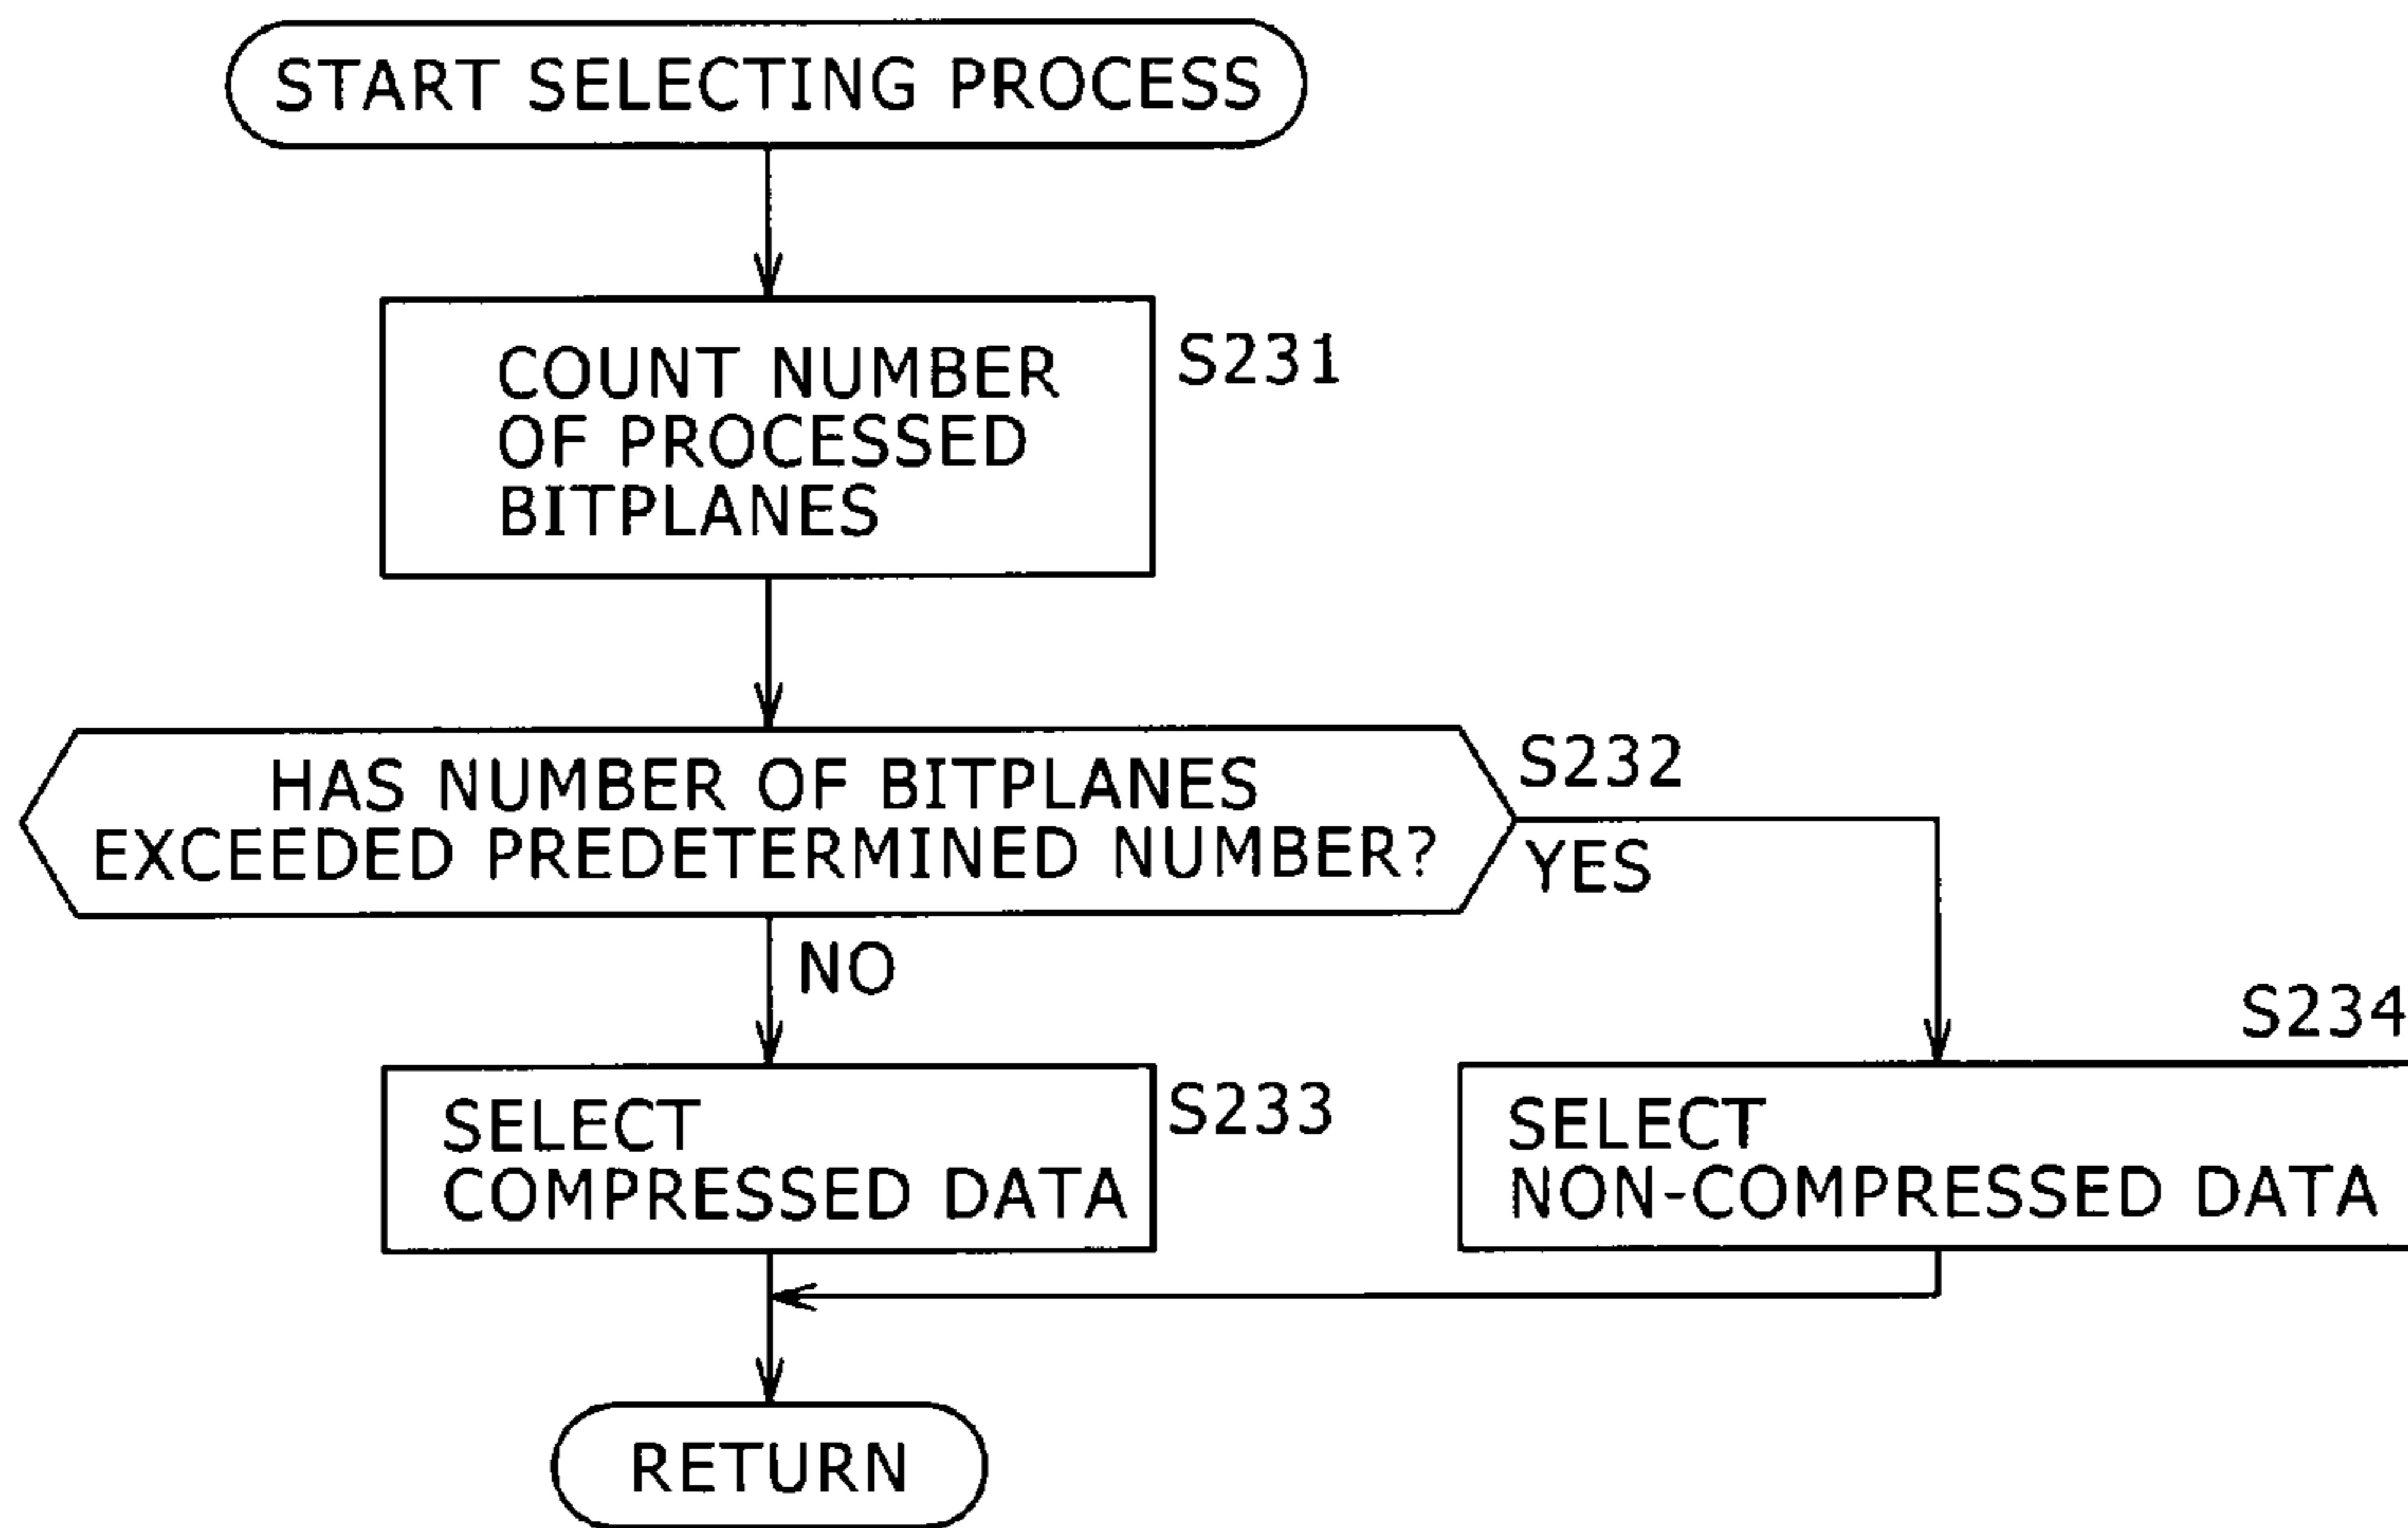 START SELECTING PROCESS
COUNT NUMBER
OF PROCESSED
BITPLANES
S231
HAS NUMBER OF BITPLANES
EXCEEDED PREDETERMINED NUMBER?
S232
YES
NO
SELECT
COMPRESSED DATA
S233
S234
SELECT
NON-COMPRESSED DATA
RETURN